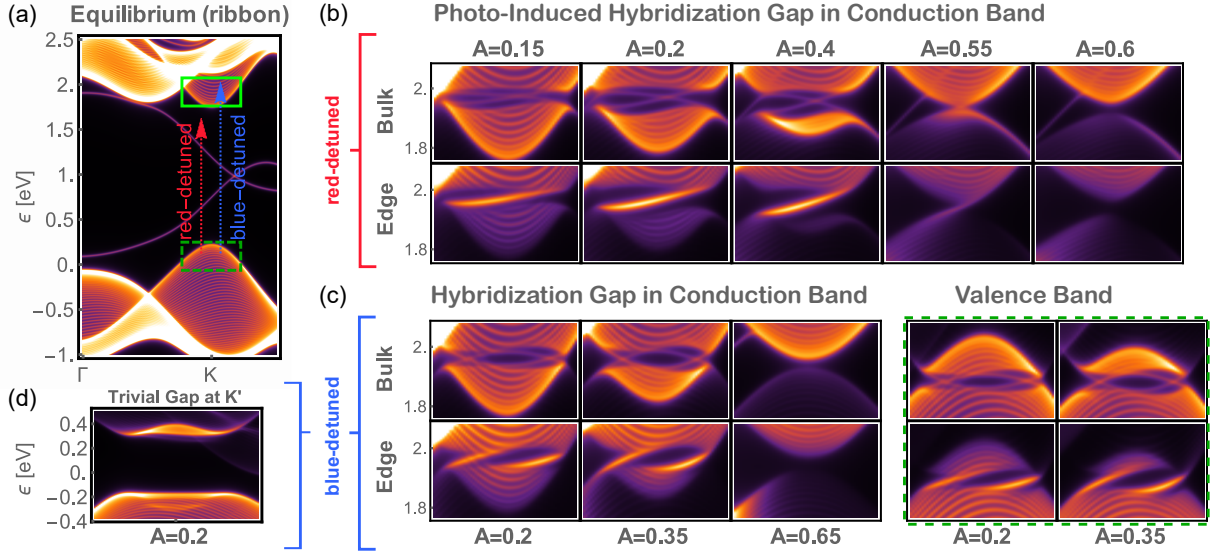 (a)
Equilibrium (ribbon)
ϵ [eV]
2.5
2.
1.5
1.
0.5
0.
−0.5
−1.
Γ
K
red−detuned
blue−detuned
(b)
Photo-Induced Hybridization Gap in Conduction Band
A=0.15
A=0.2
A=0.4
A=0.55
A=0.6
red-detuned
Bulk
2.
1.8
Edge
2.
1.8
(c)
Hybridization Gap in Conduction Band
Valence Band
blue-detuned
Bulk
2.
1.8
Edge
2.
1.8
A=0.2
A=0.35
A=0.65
A=0.2
A=0.35
(d)
Trivial Gap at K'
ϵ [eV]
0.4
0.2
0.
−0.2
−0.4
A=0.2